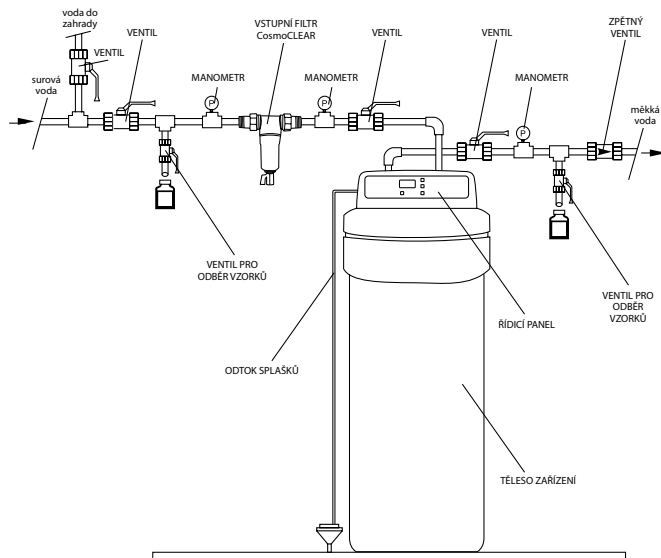 voda do
zahrady
VENTIL
VENTIL
VSTUPNÍ FILTR
CosmoCLEAR
VENTIL
VENTIL
ZPĚTNÝ
VENTIL
surová
voda
MANOMETR
MANOMETR
MANOMETR
měkká
voda
P
P
P
VENTIL PRO
ODBĚR VZORKŮ
VENTIL PRO
ODBĚR
VZORKŮ
ŘÍDICÍ PANEL
ODTOK SPLAŠKŮ
TĚLESO ZAŘÍZENÍ